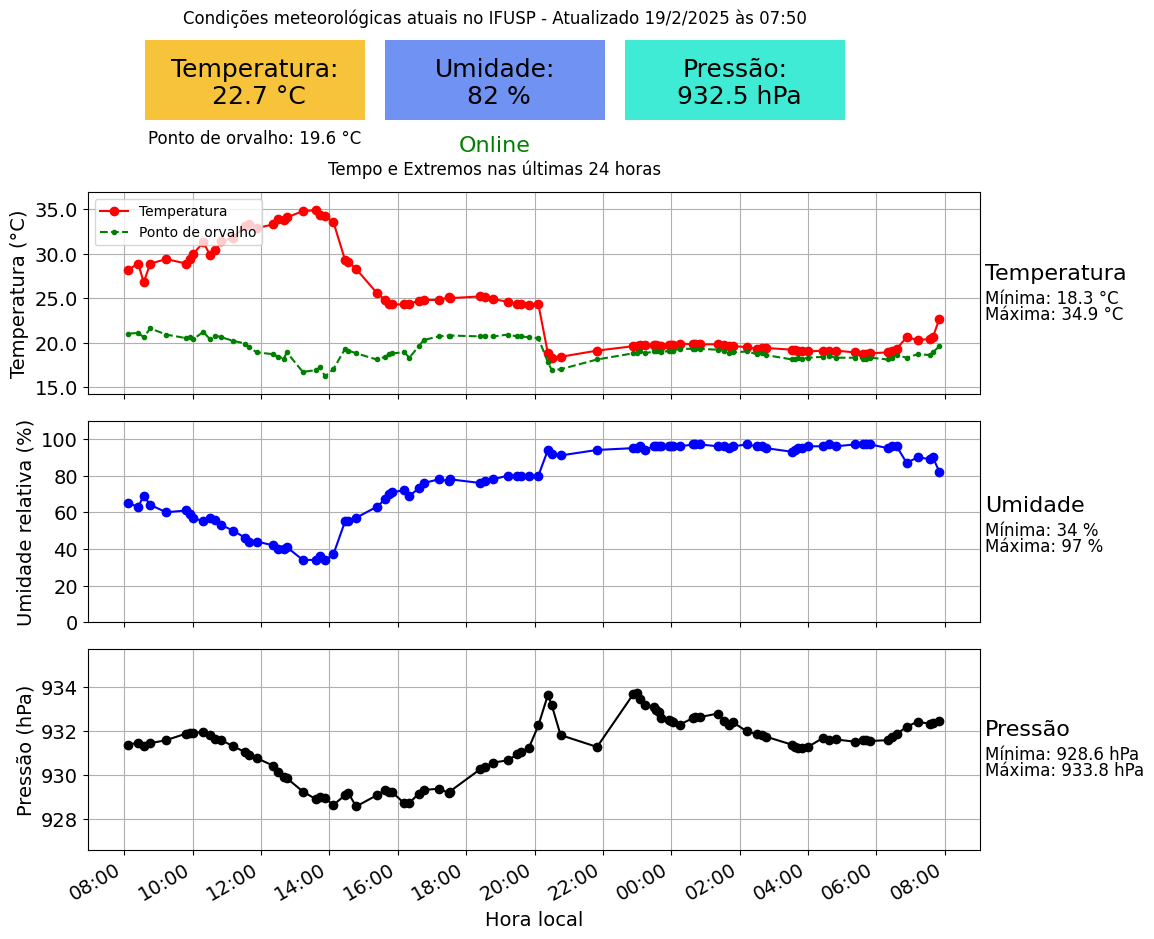 Condições meteorológicas atuais no IFUSP - Atualizado 19/2/2025 às 07:50
Temperatura:
22.7 °C
Umidade:
82 %
Pressão:
932.5 hPa
Ponto de orvalho: 19.6 °C
Online
Tempo e Extremos nas últimas 24 horas
Temperatura (°C)
35.0
30.0
25.0
20.0
15.0
Temperatura
Ponto de orvalho
Temperatura
Mínima: 18.3 °C
Máxima: 34.9 °C
Umidade relativa (%)
100
80
60
40
20
0
Umidade
Mínima: 34 %
Máxima: 97 %
Pressão (hPa)
934
932
930
928
Pressão
Mínima: 928.6 hPa
Máxima: 933.8 hPa
08:00
10:00
12:00
14:00
16:00
18:00
20:00
22:00
00:00
02:00
04:00
06:00
08:00
Hora local